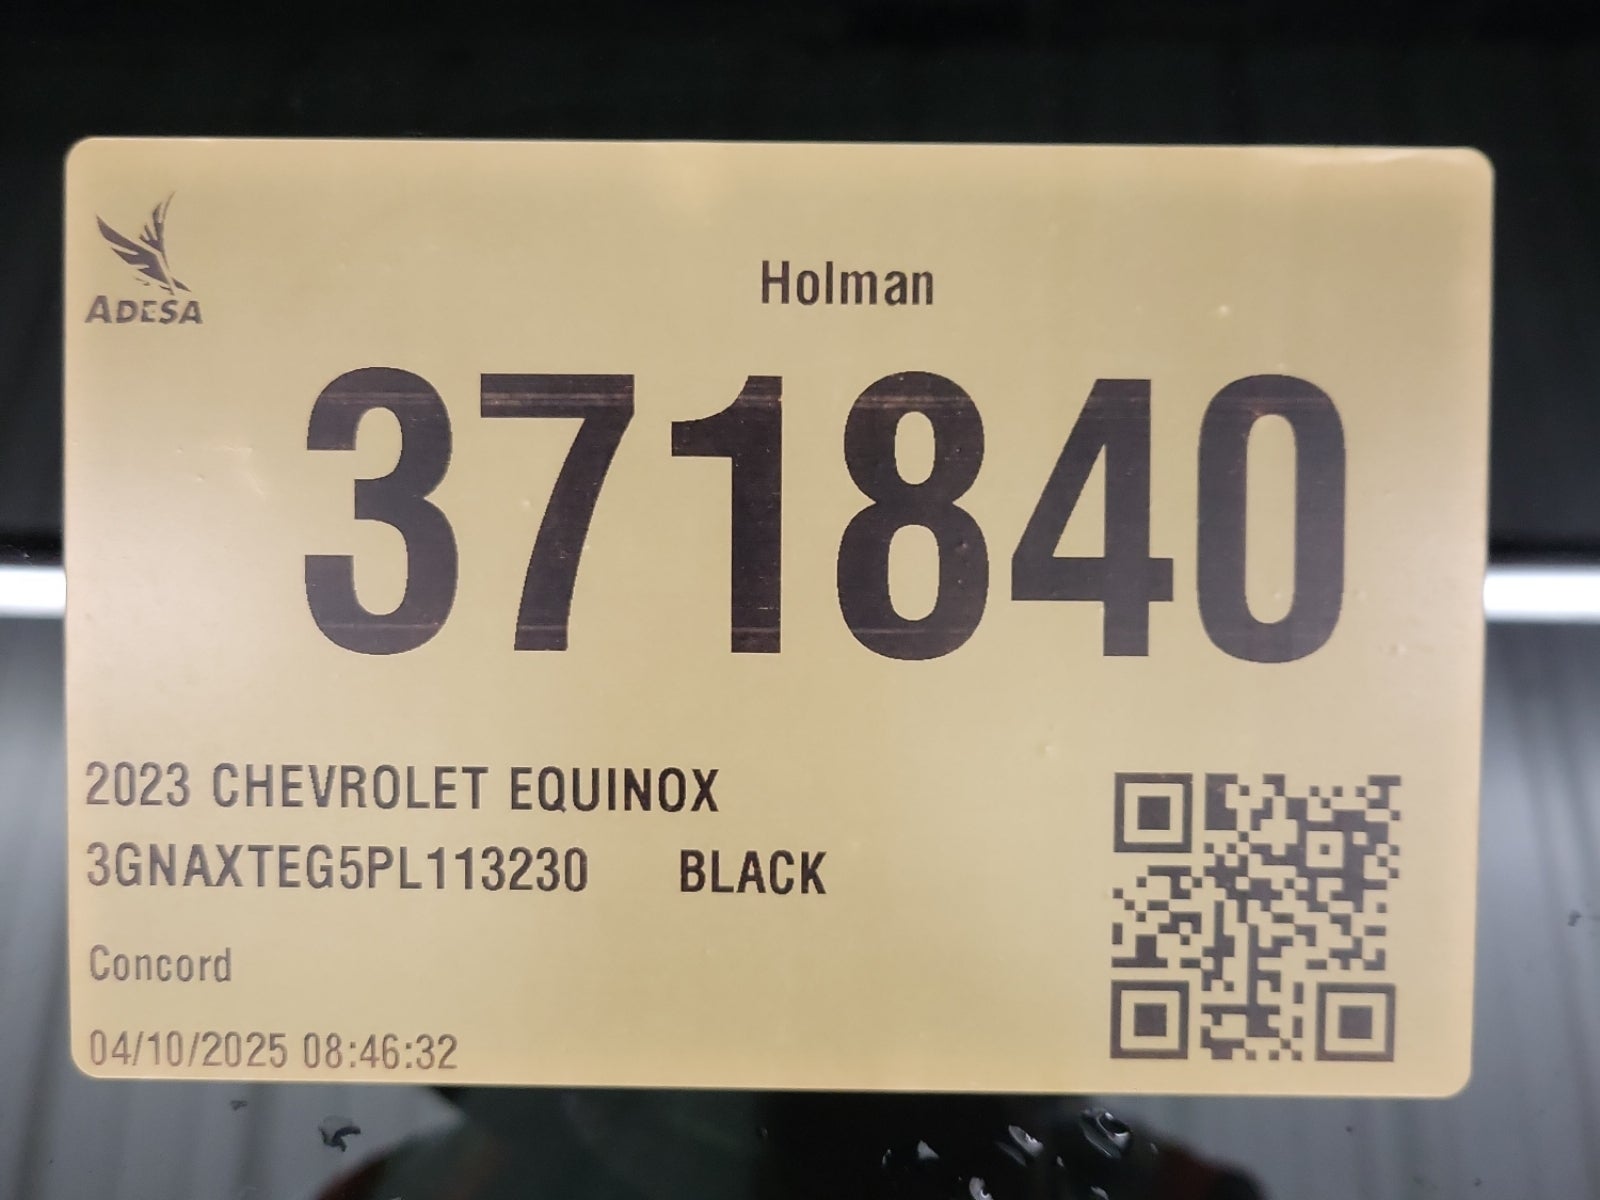 ADESA
Holman
371840
2023 CHEVROLET EQUINOX
3GNAXTEG5PL113230 BLACK
Concord
04/10/2025 08:46:32